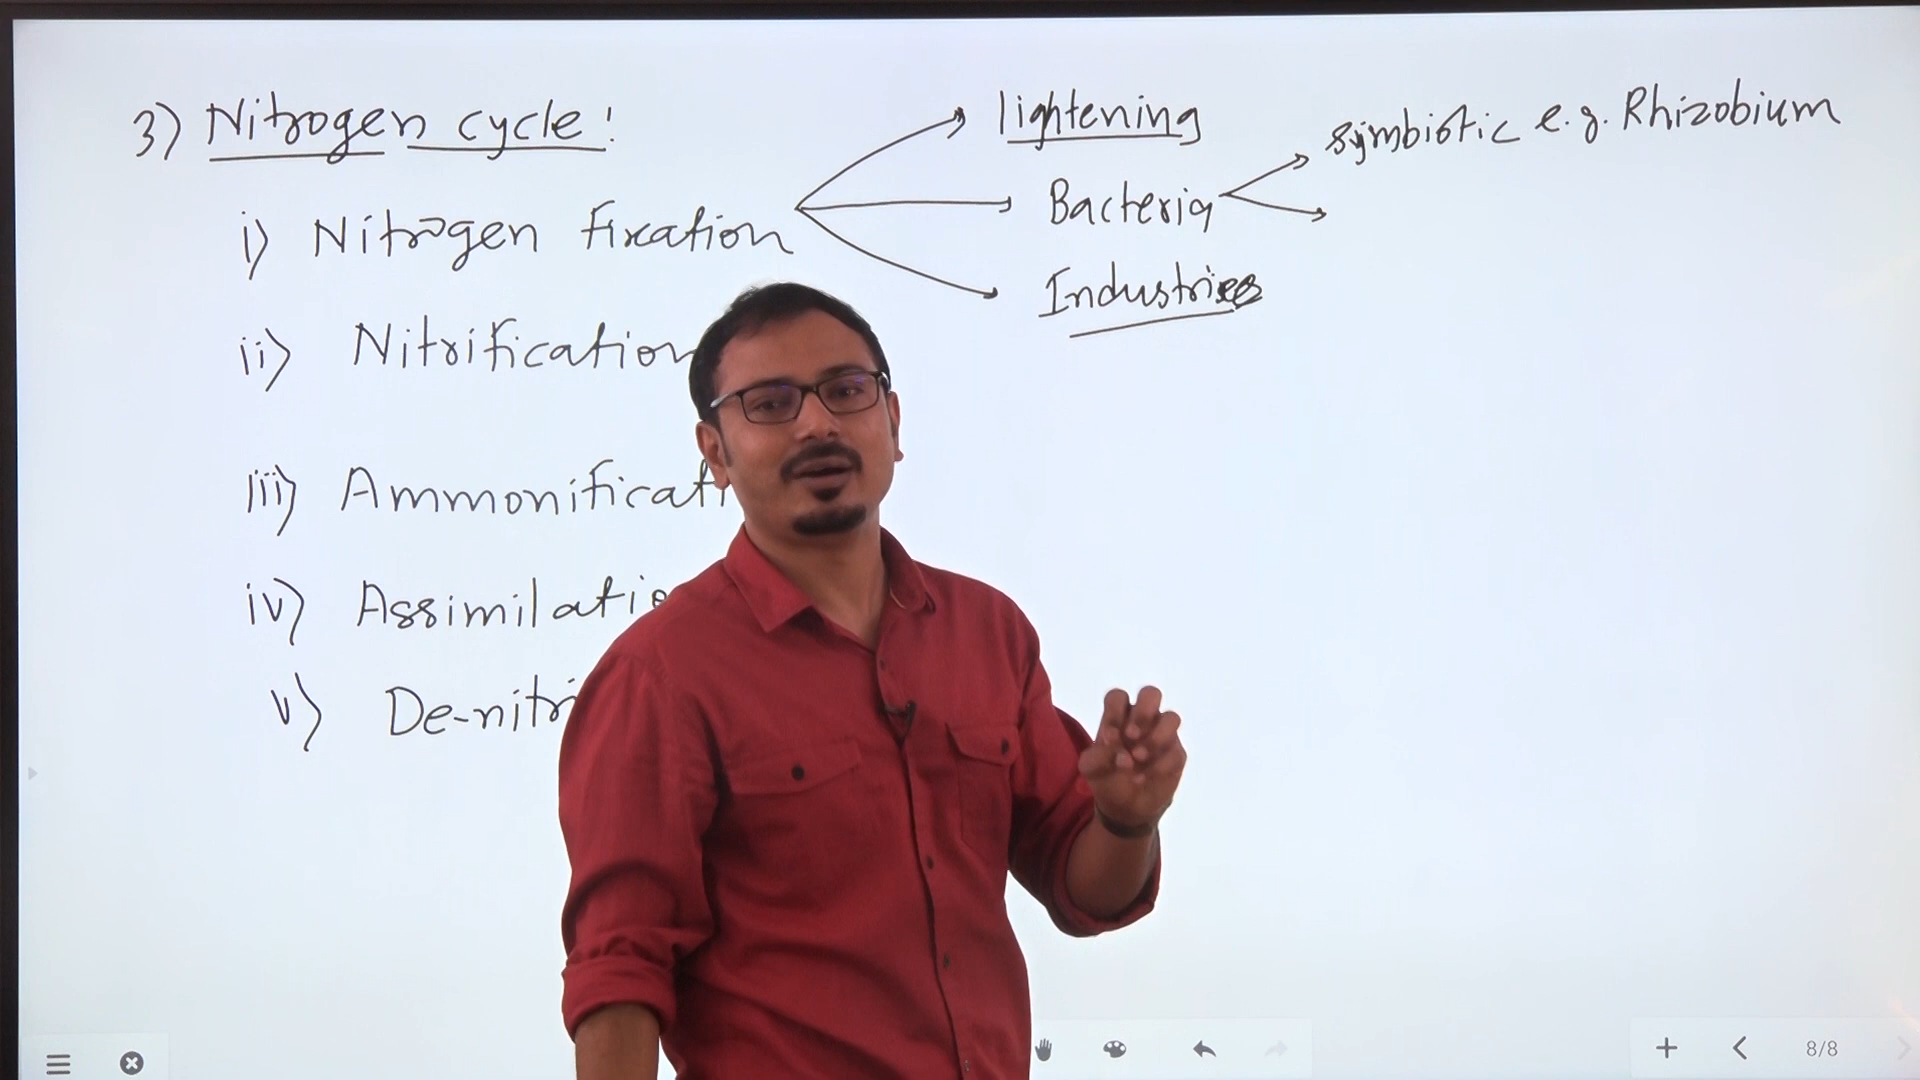 3) Nitrogen cycle!
lightening
symbiotic e.g. Rhizobium
i) Nitrogen fixation
Bacteria
Industries
ii) Nitrification
iii) Ammonificati
iv) Assimilatio
v) De-nitri
8/8